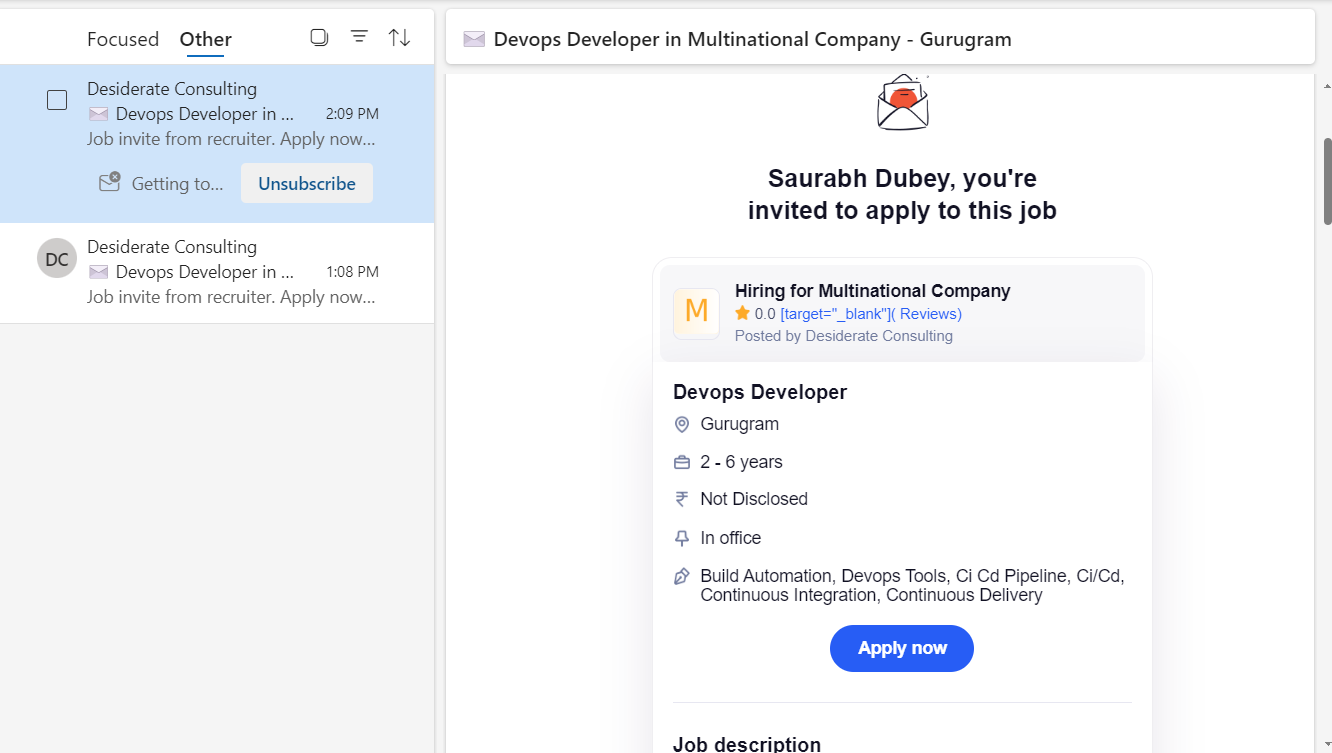 Focused Other
Desiderate Consulting
Devops Developer in ... 2:09 PM
Job invite from recruiter. Apply now...
Getting to... Unsubscribe
DC
Desiderate Consulting
Devops Developer in ... 1:08 PM
Job invite from recruiter. Apply now...
Devops Developer in Multinational Company - Gurugram
Saurabh Dubey, you're
invited to apply to this job
M
Hiring for Multinational Company
0.0 [target="_blank"]( Reviews)
Posted by Desiderate Consulting
Devops Developer
Gurugram
2 - 6 years
₹ Not Disclosed
In office
Build Automation, Devops Tools, Ci Cd Pipeline, Ci/Cd,
Continuous Integration, Continuous Delivery
Apply now
Job description